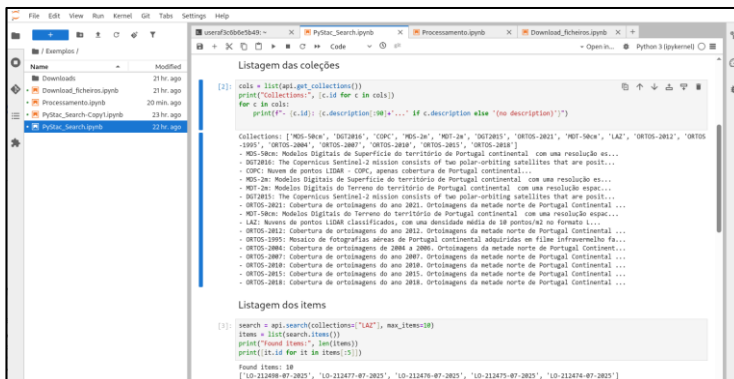 File Edit View Run Kernel Git Tabs Settings Help
useraf3c6b6e5b49: ~
PyStac_Search.ipynb
Processamento.ipynb
Download_ficheiros.ipynb
Code
Open...
Python 3 (ipykernel)
/ Exemplos /
Name
Modified
Downloads 21 hr. ago
Download_ficheiros.ipynb 21 hr. ago
Processamento.ipynb 20 min. ago
PyStac_Search-Copy1.ipynb 23 hr. ago
PyStac_Search.ipynb 22 hr. ago
Listagem das coleções
[2]: cols = list(api.get_collections())
print("Collections:", [c.id for c in cols])
for c in cols:
print(f"- {c.id}: {c.description[:90]+'...' if c.description else '(no description)'}")
Collections: ['MDS-50cm', 'DGT2016', 'COPC', 'MDS-2m', 'MDT-2m', 'DGT2015', 'ORTOS-2021', 'MDT-50cm', 'LAZ', 'ORTOS-2012', 'ORTOS
-1995', 'ORTOS-2004', 'ORTOS-2007', 'ORTOS-2010', 'ORTOS-2015', 'ORTOS-2018']
- MDS-50cm: Modelos Digitais de Superfície do território de Portugal continental com uma resolução es...
- DGT2016: The Copernicus Sentinel-2 mission consists of two polar-orbiting satellites that are posit...
- COPC: Nuvem de pontos LIDAR - COPC, apenas cobertura de Portugal continental...
- MDS-2m: Modelos Digitais de Superfície do território de Portugal continental com uma resolução es...
- MDT-2m: Modelos Digitais do Terreno do território de Portugal continental com uma resolução espac...
- DGT2015: The Copernicus Sentinel-2 mission consists of two polar-orbiting satellites that are posit...
- ORTOS-2021: Cobertura de ortoimagens do ano 2021. Ortoimagens da metade norte de Portugal Continental ...
- MDT-50cm: Modelos Digitais do Terreno do território de Portugal continental com uma resolução espac...
- LAZ: Nuvens de pontos LIDAR classificados, com uma densidade média de 10 pontos/m2 no formato L...
- ORTOS-2012: Cobertura de ortoimagens do ano 2012. Ortoimagens da metade norte de Portugal Continental ...
- ORTOS-1995: Mosaico de fotografias aéreas de Portugal continental adquiridas em filme infravermelho fa...
- ORTOS-2004: Cobertura de ortoimagens de 2004 a 2006. Ortoimagens da metade norte de Portugal Continent...
- ORTOS-2007: Cobertura de ortoimagens do ano 2007. Ortoimagens da metade norte de Portugal Continental ...
- ORTOS-2010: Cobertura de ortoimagens do ano 2010. Ortoimagens da metade norte de Portugal Continental ...
- ORTOS-2015: Cobertura de ortoimagens do ano 2015. Ortoimagens da metade norte de Portugal Continental ...
- ORTOS-2018: Cobertura de ortoimagens do ano 2018. Ortoimagens da metade norte de Portugal Continental ...
Listagem dos items
[3]: search = api.search(collections=["LAZ"], max_items=10)
items = list(search.items())
print("Found items:", len(items))
print([it.id for it in items[:5]])
Found items: 10
['LO-212498-07-2025', 'LO-212477-07-2025', 'LO-212476-07-2025', 'LO-212475-07-2025', 'LO-212474-07-2025']